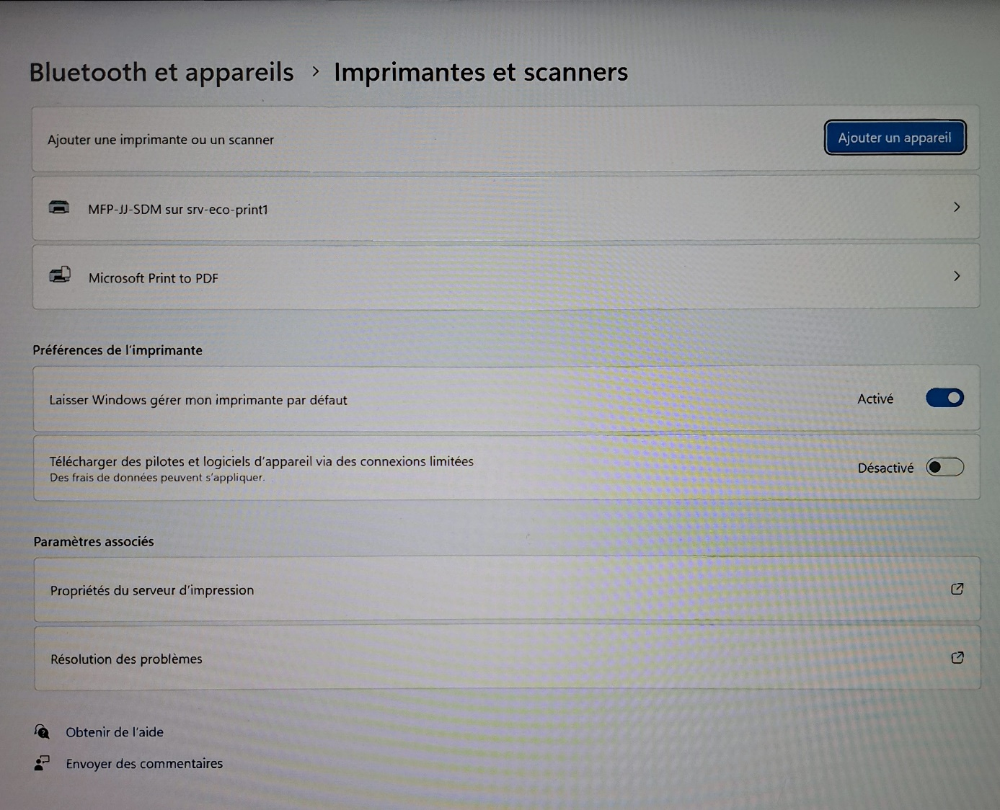 Bluetooth et appareils > Imprimantes et scanners
Ajouter une imprimante ou un scanner
Ajouter un appareil
MFP-JJ-SDM sur srv-eco-print1
Microsoft Print to PDF
Préférences de l'imprimante
Laisser Windows gérer mon imprimante par défaut
Activé
Télécharger des pilotes et logiciels d'appareil via des connexions limitées
Des frais de données peuvent s'appliquer.
Désactivé
Paramètres associés
Propriétés du serveur d'impression
Résolution des problèmes
Obtenir de l'aide
Envoyer des commentaires